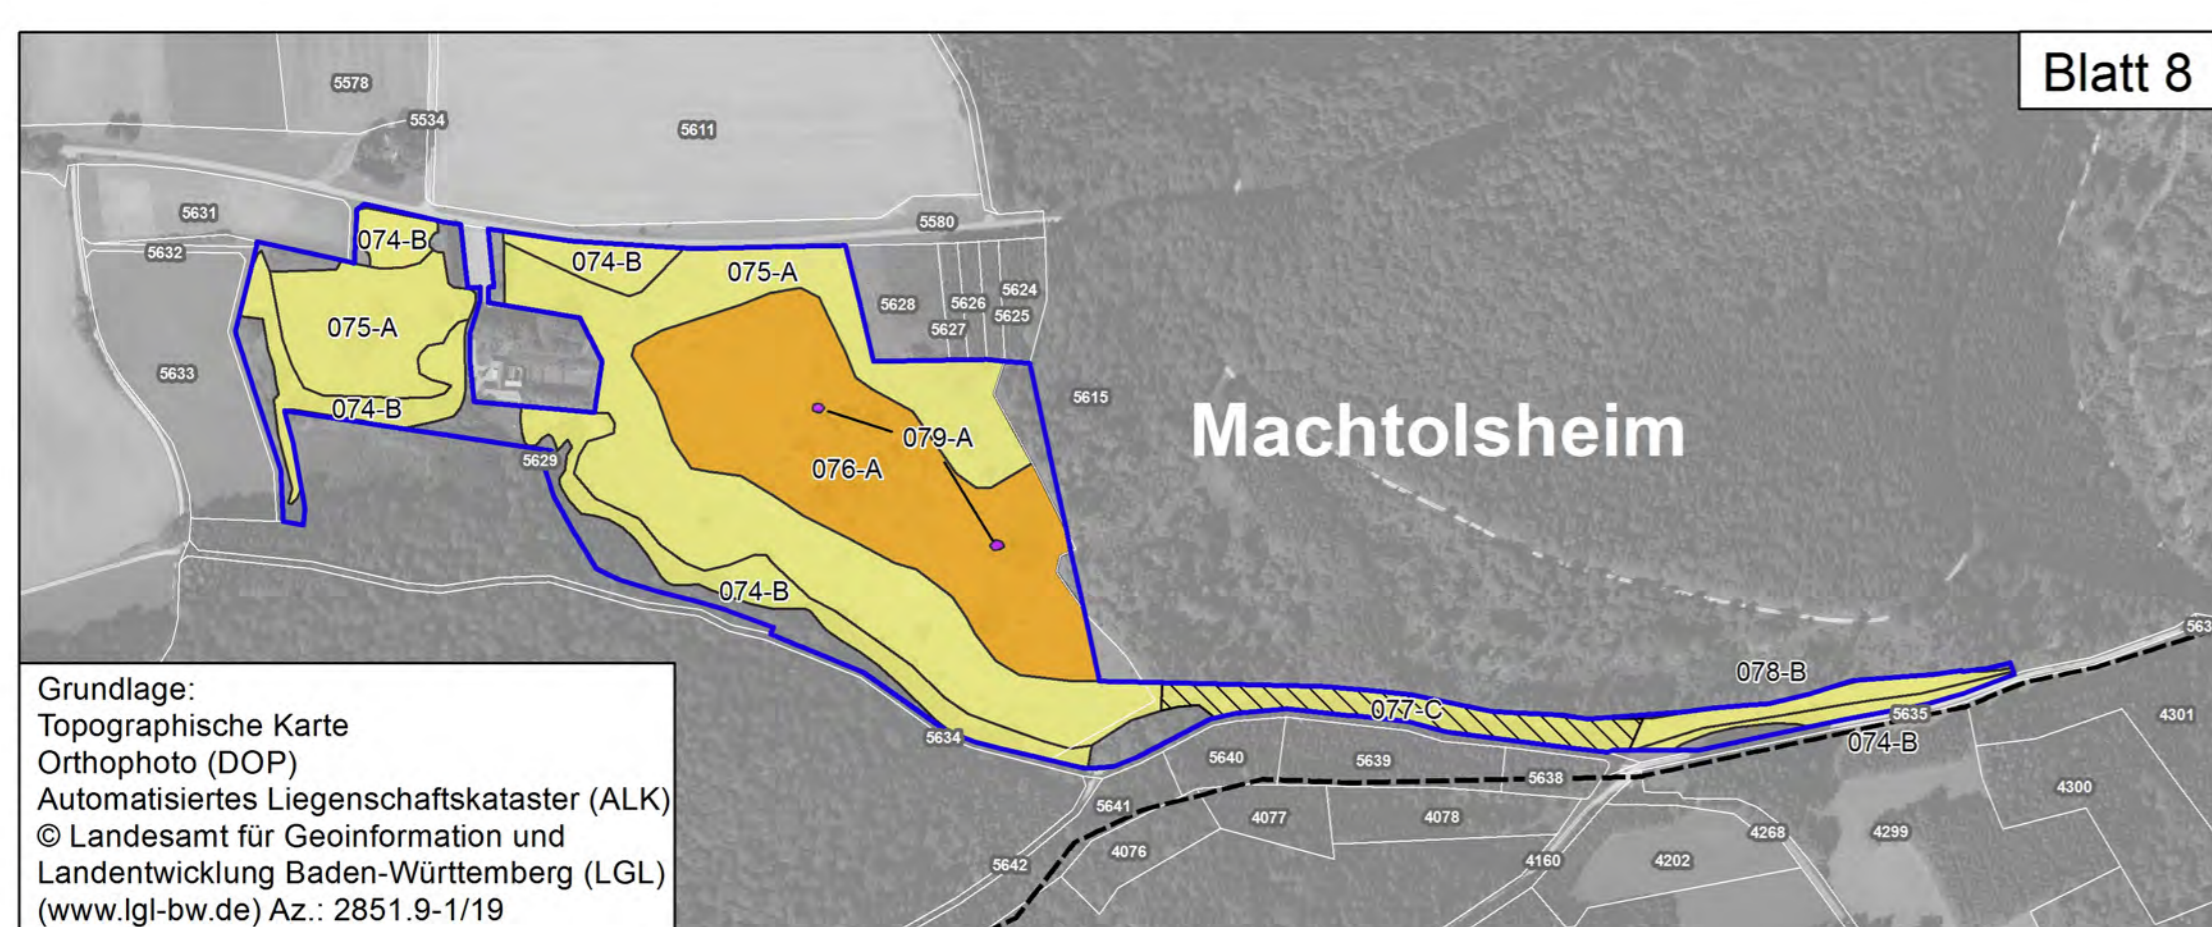 Blatt 8
5578
5534
5611
5631
5580
074-B
5632
074-B
075-A
5628
5626
5624
5625
5627
075-A
5633
5615
074-B
Machtolsheim
079-A
5629
076-A
074-B
563
078-B
077-C
5635
4301
5634
074-B
5640
5639
5638
4300
5641
4077
4078
4268
4299
4076
5642
4160
4202
Grundlage:
Topographische Karte
Orthophoto (DOP)
Automatisiertes Liegenschaftskataster (ALK)
© Landesamt für Geoinformation und
Landentwicklung Baden-Württemberg (LGL)
(www.lgl-bw.de) Az.: 2851.9-1/19